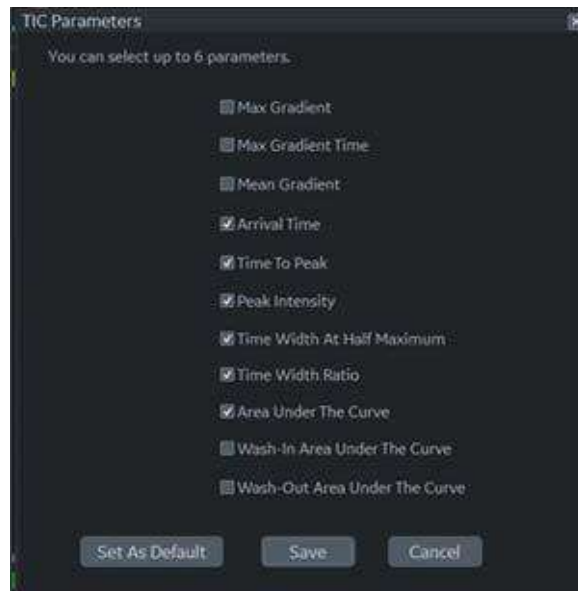 TIC Parameters
You can select up to 6 parameters.
Max Gradient
Max Gradient Time
Mean Gradient
Arrival Time
Time To Peak
Peak Intensity
Time Width At Half Maximum
Time Width Ratio
Area Under The Curve
Wash-In Area Under The Curve
Wash-Out Area Under The Curve
Set As Default Save Cancel